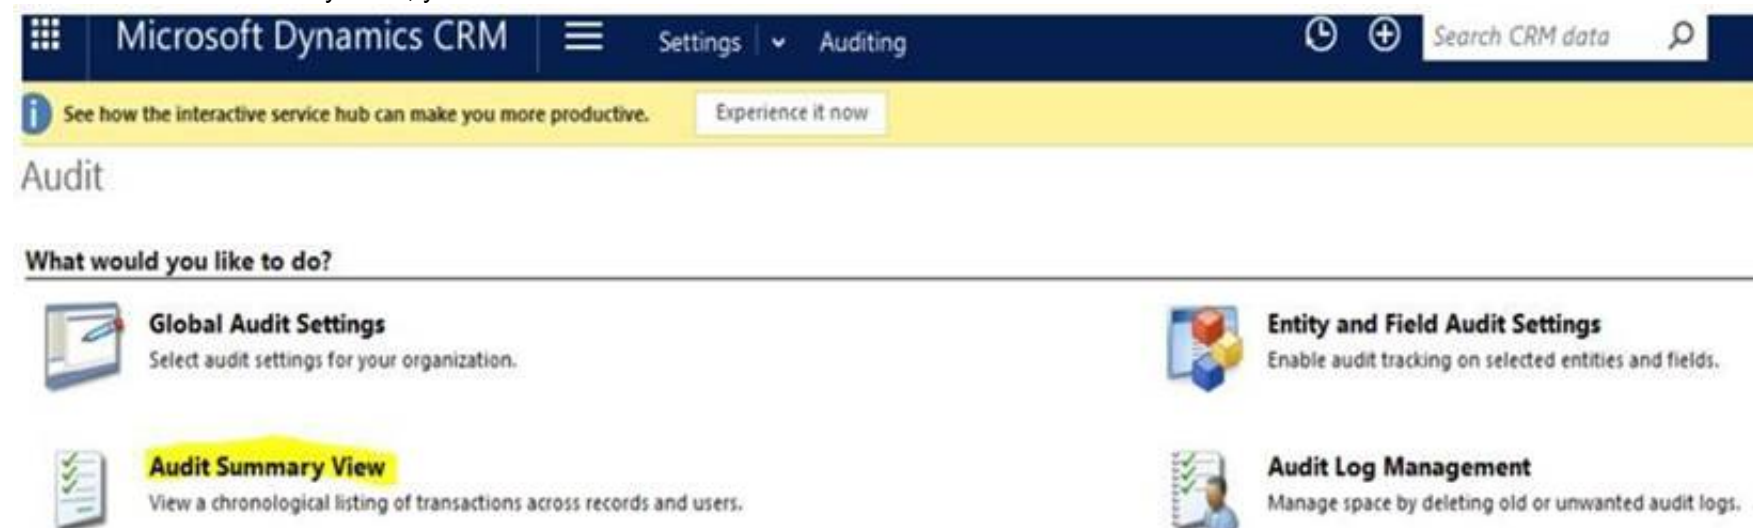 Microsoft Dynamics CRM Settings Auditing Search CRM data
See how the interactive service hub can make you more productive. Experience it now
Audit
What would you like to do?
Global Audit Settings
Select audit settings for your organization.
Entity and Field Audit Settings
Enable audit tracking on selected entities and fields.
Audit Summary View
View a chronological listing of transactions across records and users.
Audit Log Management
Manage space by deleting old or unwanted audit logs.